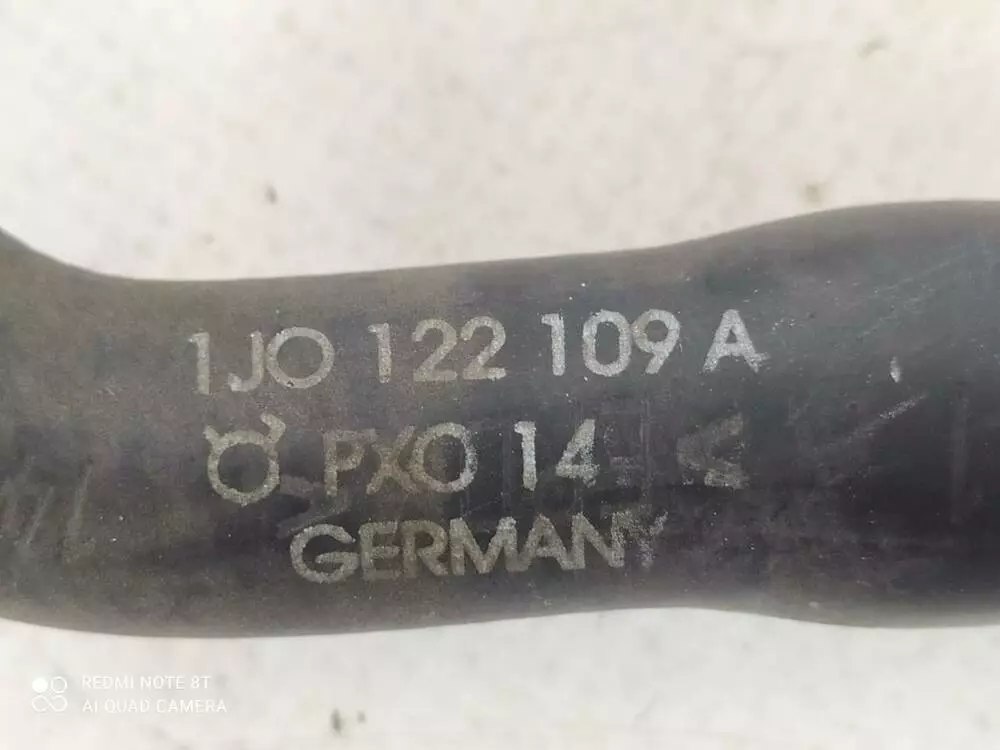 1JO 122 109 A
PXO 14
GERMANY
REDMI NOTE 8T
AI QUAD CAMERA